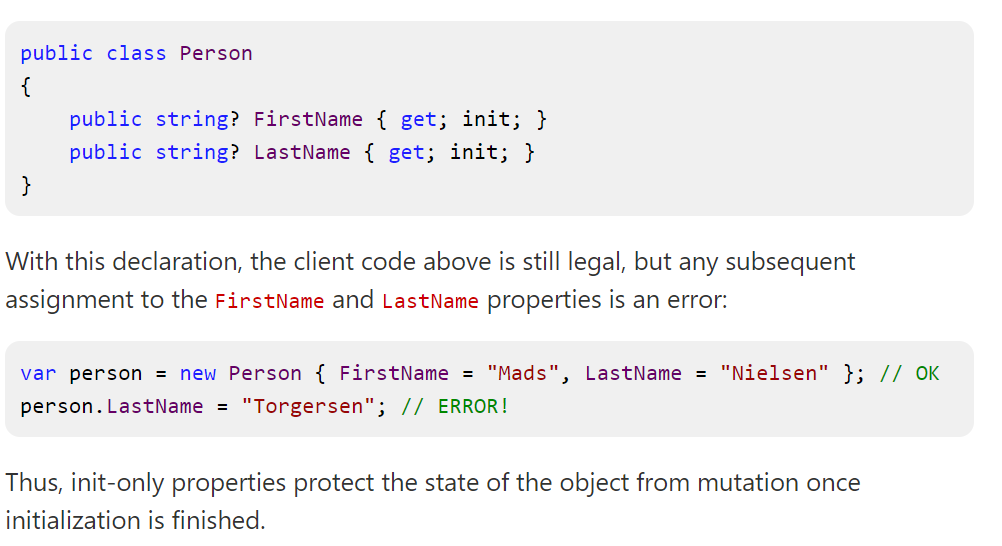 public class Person
{
    public string? FirstName { get; init; }
    public string? LastName { get; init; }
}
With this declaration, the client code above is still legal, but any subsequent
assignment to the FirstName and LastName properties is an error:
var person = new Person { FirstName = "Mads", LastName = "Nielsen" }; // OK
person.LastName = "Torgersen"; // ERROR!
Thus, init-only properties protect the state of the object from mutation once
initialization is finished.